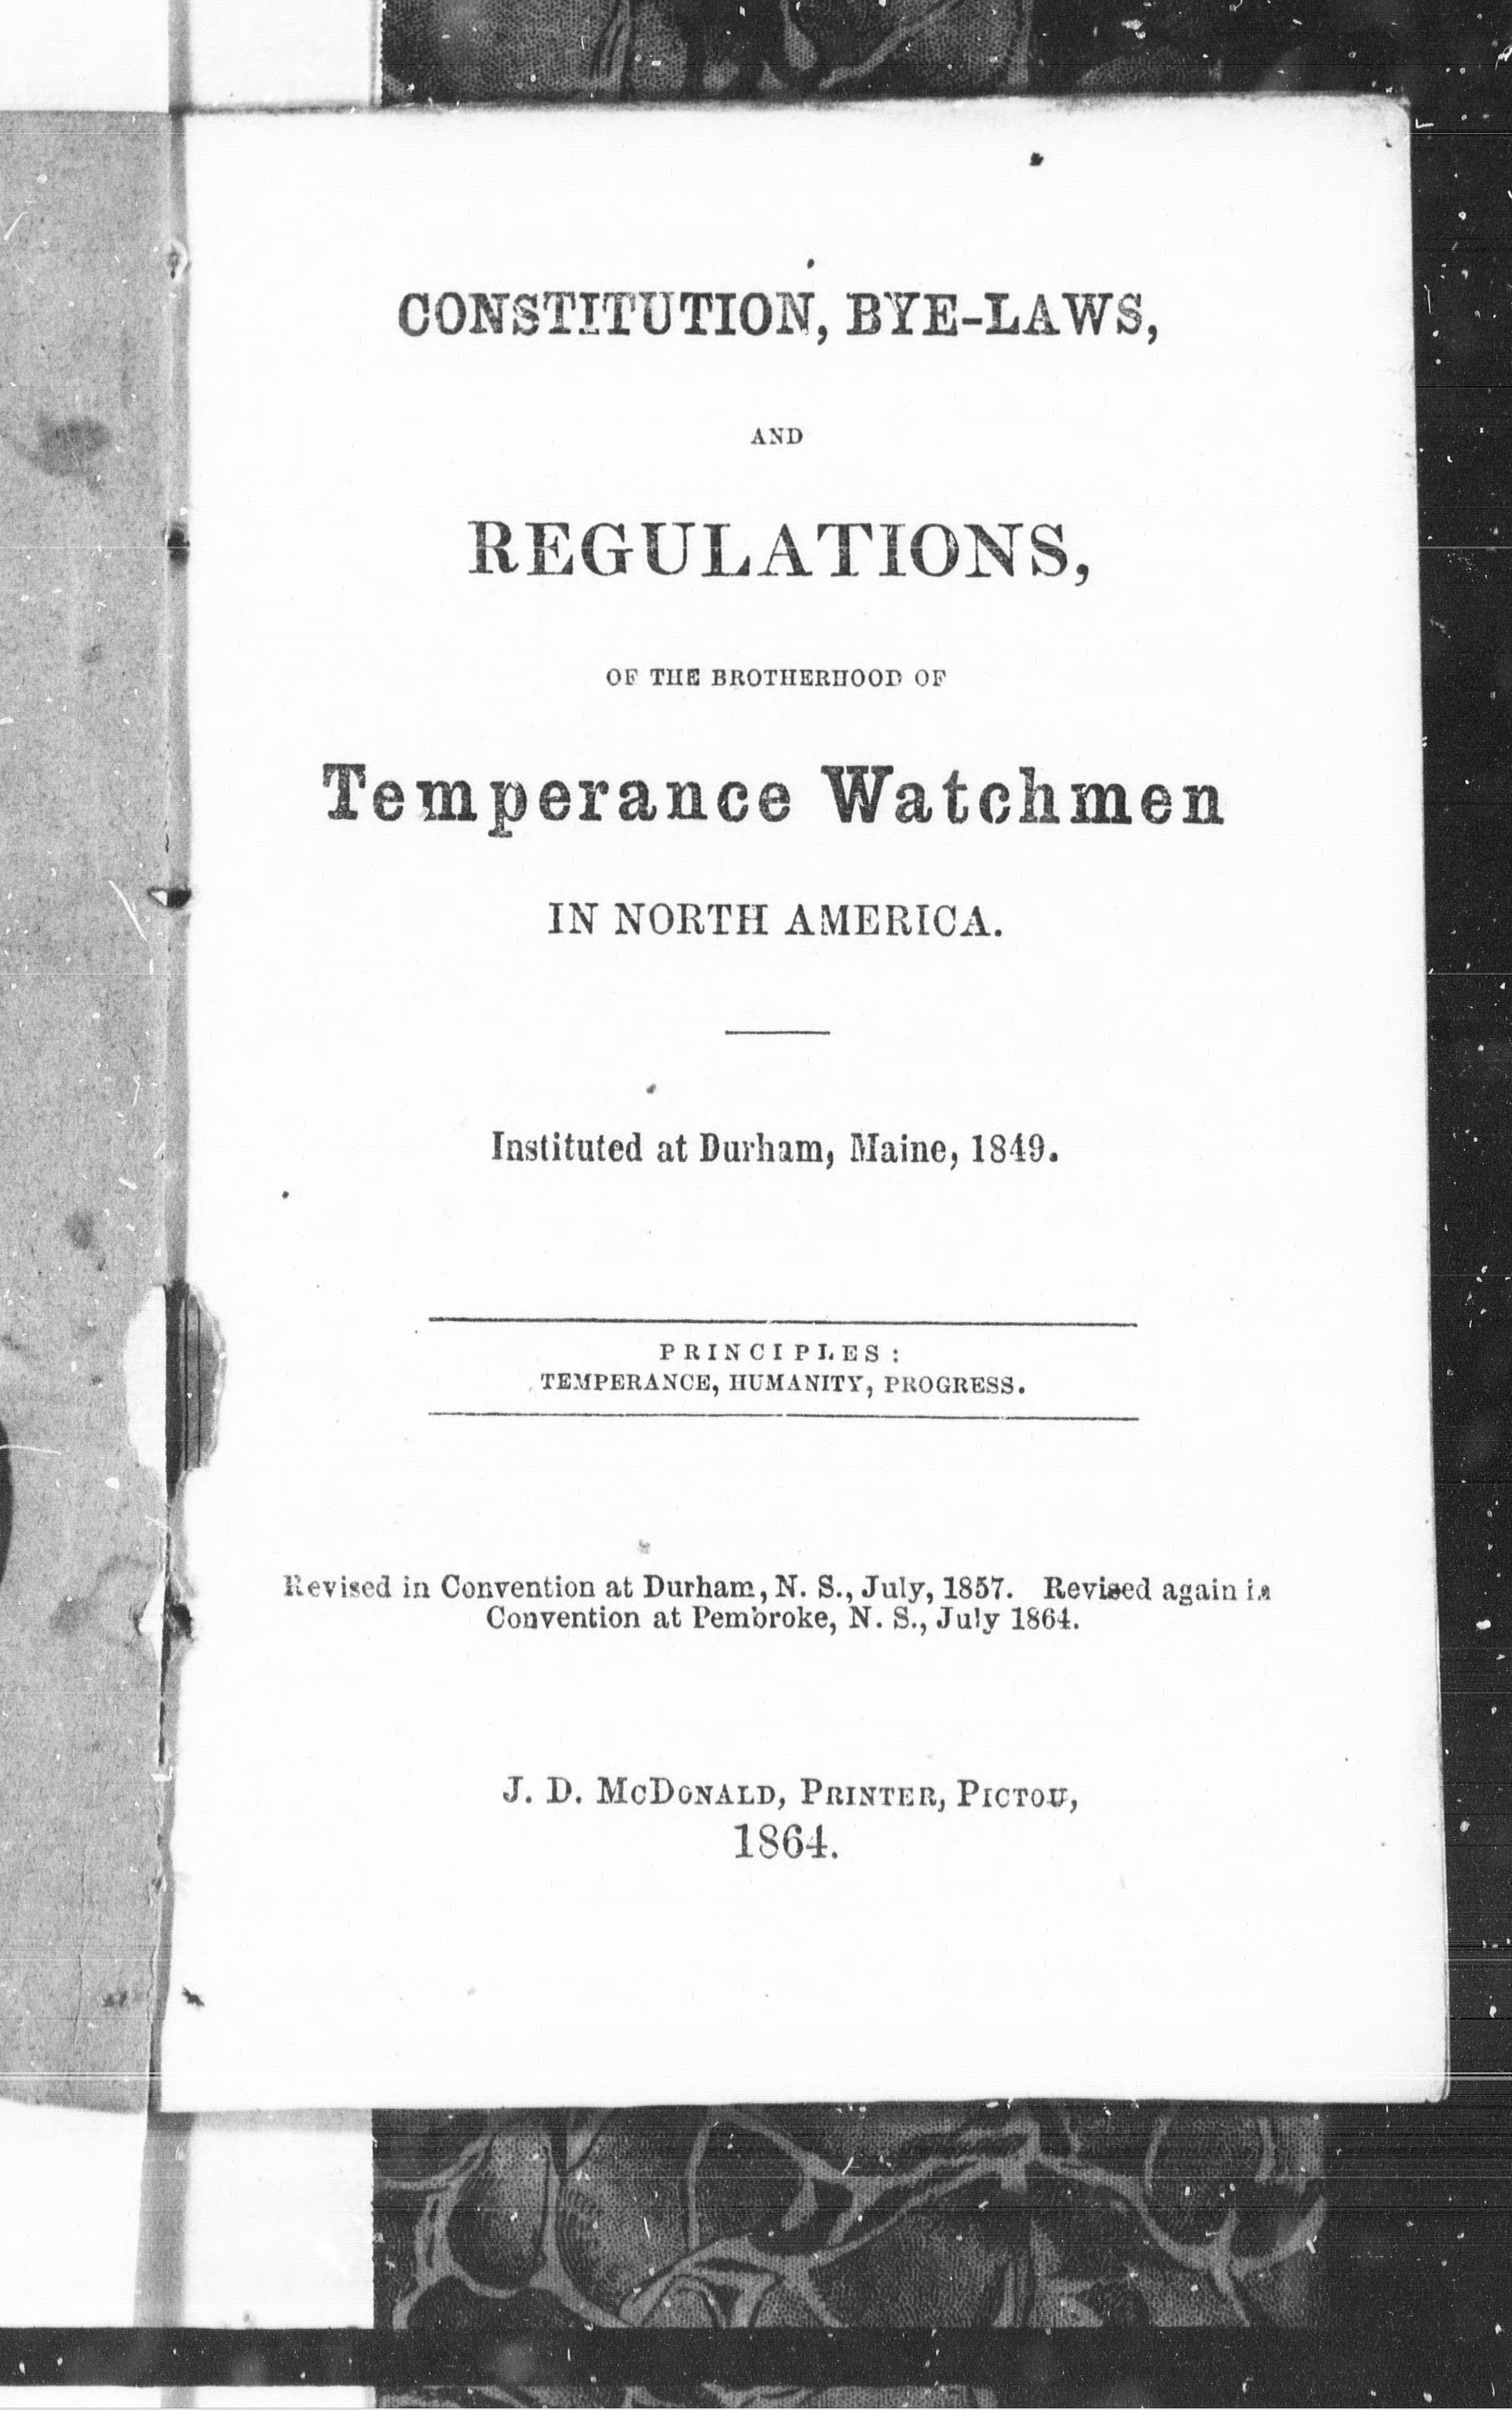 CONSTITUTION, BYE-LAWS,
AND
REGULATIONS,
OF THE BROTHERHOOD OF
Temperance Watchmen
IN NORTH AMERICA.
Instituted at Durham, Maine, 1849.
PRINCIPLES:
TEMPERANCE, HUMANITY, PROGRESS.
Revised in Convention at Durham, N. S., July, 1857. Revised again in
Convention at Pembroke, N. S., July 1864.
J. D. McDonald, Printer, Pictou,
1864.